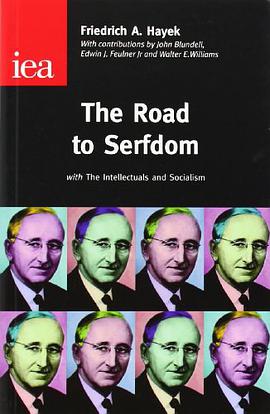 iea
Friedrich A. Hayek
With contributions by John Blundell,
Edwin J. Feulner Jr and Walter E.Williams
The Road
to Serfdom
with The Intellectuals and Socialism